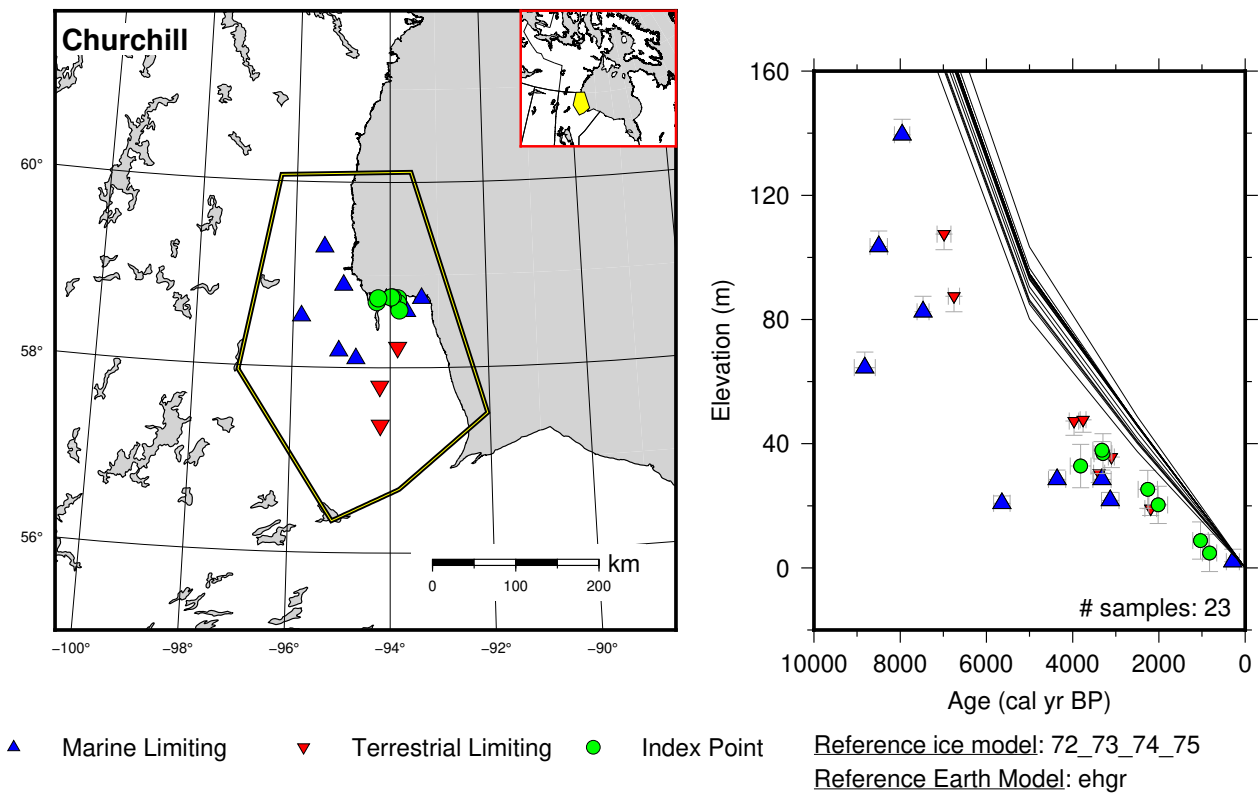 Churchill
60°
58°
56°
−100°
−98°
−96°
−94°
−92°
−90°
km
0
100
200
160
120
80
40
0
Elevation (m)
# samples: 23
10000
8000
6000
4000
2000
0
Age (cal yr BP)
Marine Limiting
Terrestrial Limiting
Index Point
Reference ice model: 72_73_74_75
Reference Earth Model: ehgr